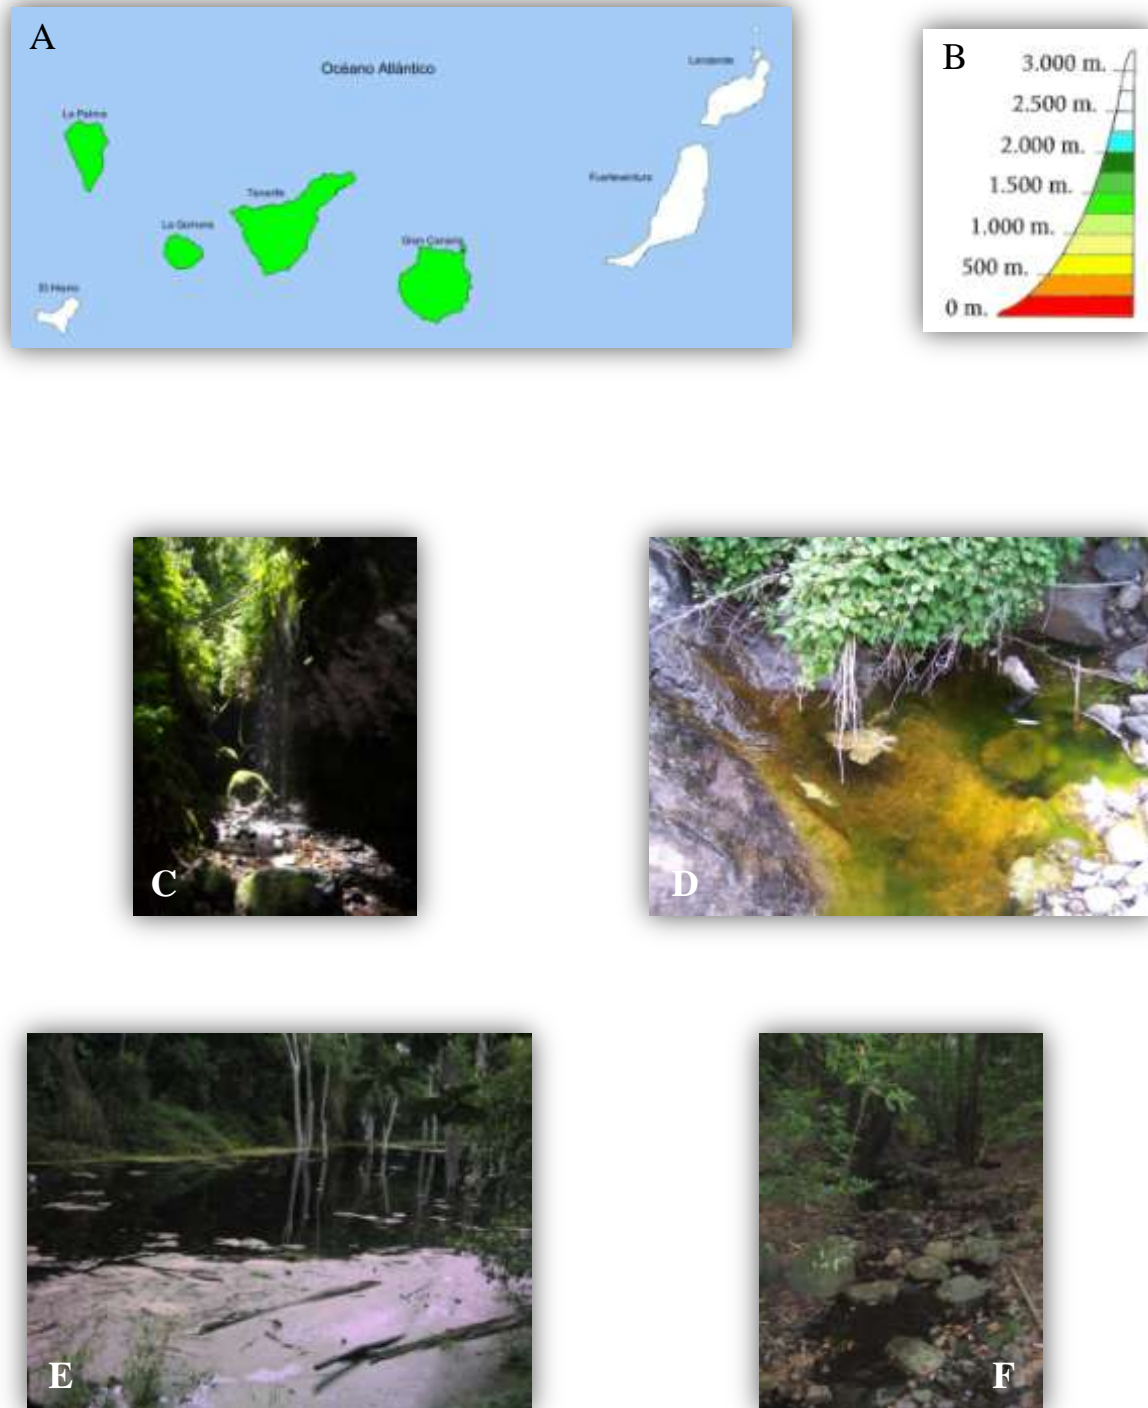 A
Océano Atlántico
Lanzarote
La Palma
Fuerteventura
Tenerife
La Gomera
Gran Canaria
El Hierro
B
3.000 m.
2.500 m.
2.000 m.
1.500 m.
1.000 m.
500 m.
0 m.
C
D
E
F